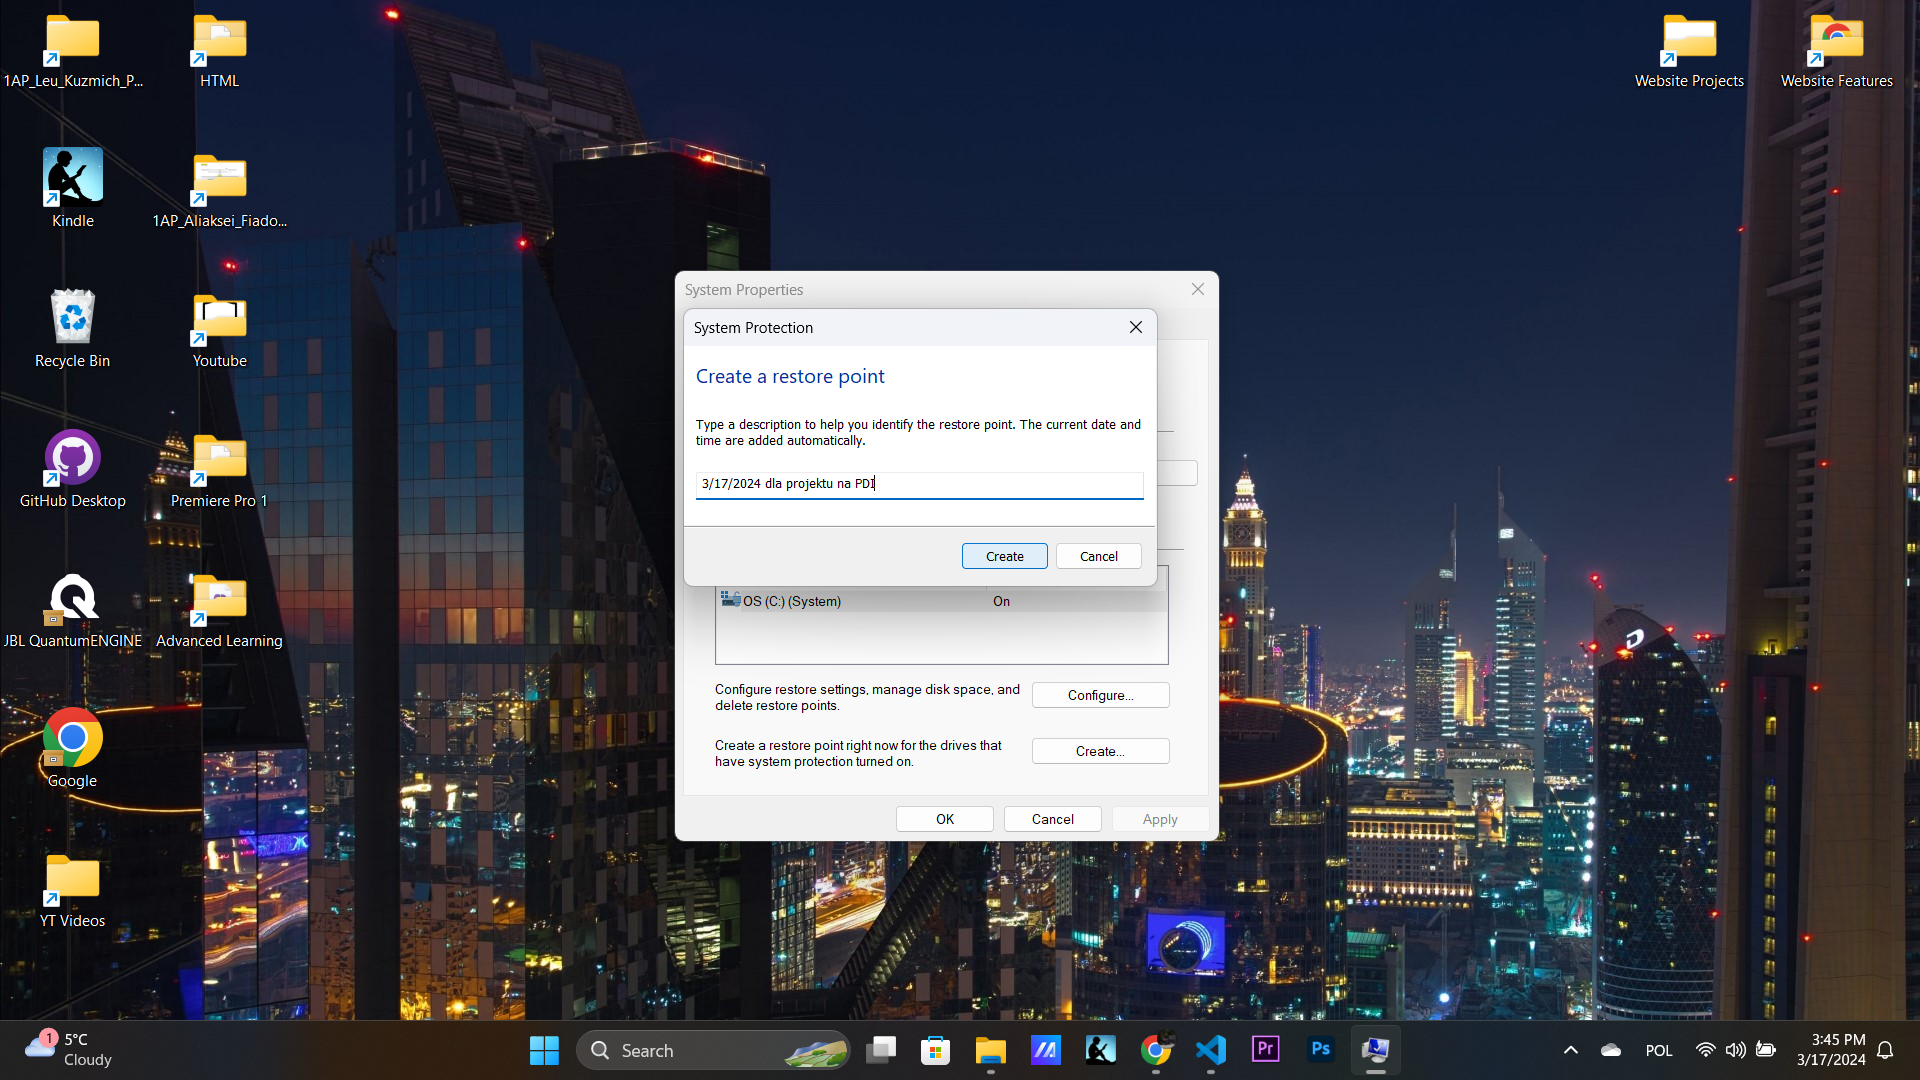 1AP_Leu_Kuzmich_P...
HTML
Website Projects
Website Features
Kindle
1AP_Aliaksei_Fiado...
Recycle Bin
Youtube
GitHub Desktop
Premiere Pro 1
JBL QuantumENGINE
Advanced Learning
Google
YT Videos
System Properties
System Protection
Create a restore point
Type a description to help you identify the restore point. The current date and
time are added automatically.
3/17/2024 dla projektu na PDI
Create
Cancel
OS (C:) (System)
On
Configure restore settings, manage disk space, and
delete restore points.
Configure...
Create a restore point right now for the drives that
have system protection turned on.
Create...
OK
Cancel
Apply
1
5°C
Cloudy
Search
Pr
Ps
POL
3:45 PM
3/17/2024